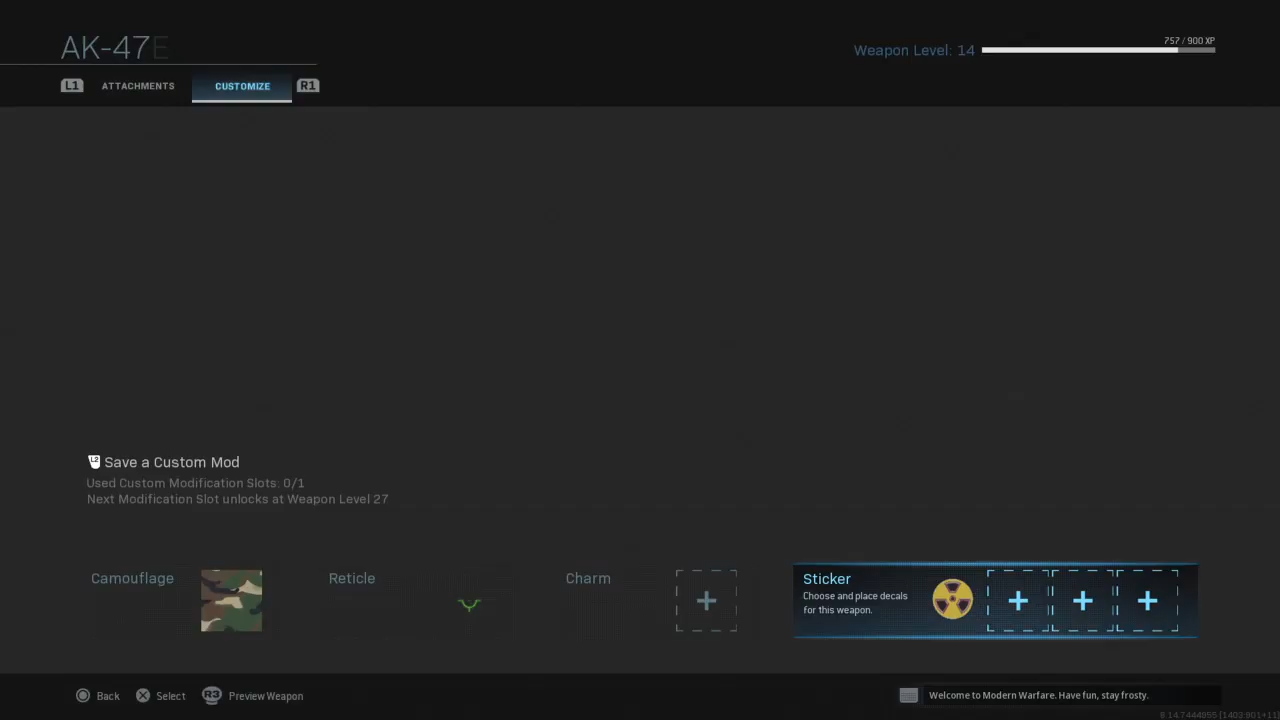 AK-47E
Weapon Level: 14
757 / 900 XP
L1 ATTACHMENTS CUSTOMIZE R1
L2 Save a Custom Mod
Used Custom Modification Slots: 0/1
Next Modification Slot unlocks at Weapon Level 27
Camouflage
Reticle
Charm
Sticker
Choose and place decals
for this weapon.
Back Select R3 Preview Weapon
Welcome to Modern Warfare. Have fun, stay frosty.